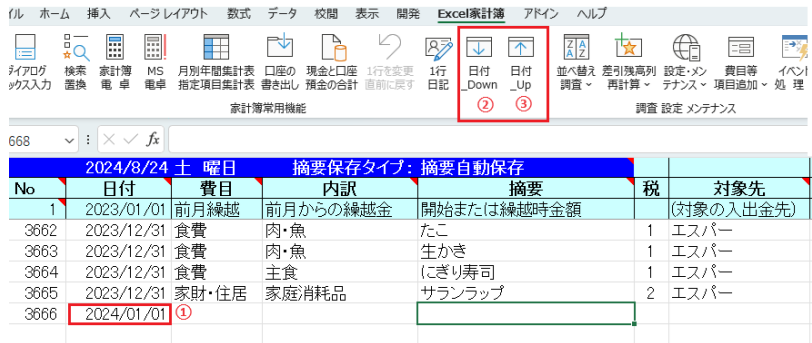 イル ホーム 挿入 ページ レイアウト 数式 データ 校閲 表示 開発 Excel家計簿 アドイン ヘルプ
ダイアログ 検索 家計簿 MS 月別年間集計表 口座の 現金と口座 1行を変更 1行 日付 日付 並べ替え 差引残高列 設定・メン 費目等 イベント
ックス入力 置換 電 卓 電卓 指定項目集計表 書き出し 預金の合計 直前に戻す 日記 _Down _Up 調査 再計算 テナンス 項目追加 処 理
② ③
家計簿常用機能 調査 設定 メンテナンス
668 fx
2024/8/24 土 曜日 摘要保存タイプ: 摘要自動保存
No 日付 費目 内訳 摘要 税 対象先
1 2023/01/01 前月繰越 前月からの繰越金 開始または繰越時金額 (対象の入出金先)
3662 2023/12/31 食費 肉・魚 たこ 1 エスパー
3663 2023/12/31 食費 肉・魚 生かき 1 エスパー
3664 2023/12/31 食費 主食 にぎり寿司 1 エスパー
3665 2023/12/31 家財・住居 家庭消耗品 サランラップ 2 エスパー
3666 2024/01/01 ①